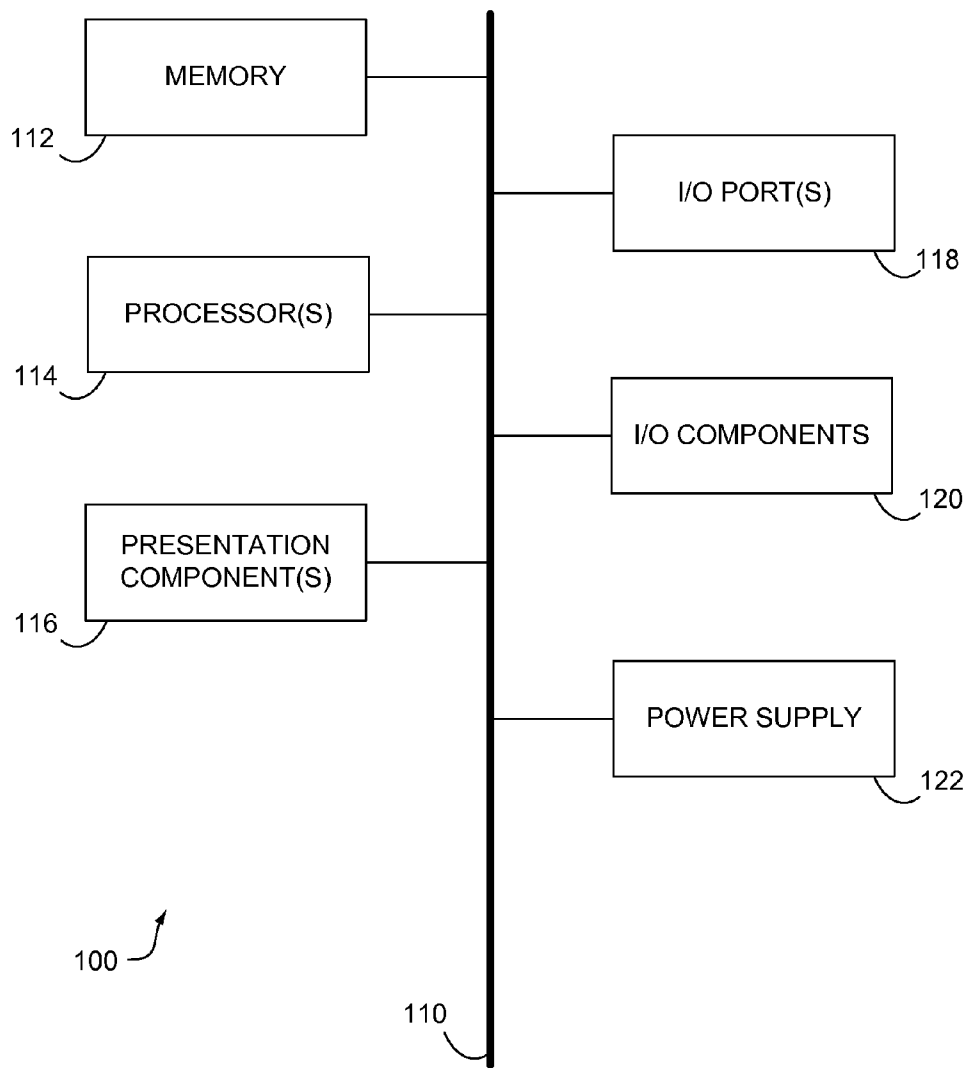 MEMORY
112
I/O PORT(S)
118
PROCESSOR(S)
114
I/O COMPONENTS
120
PRESENTATION
COMPONENT(S)
116
POWER SUPPLY
122
100
110